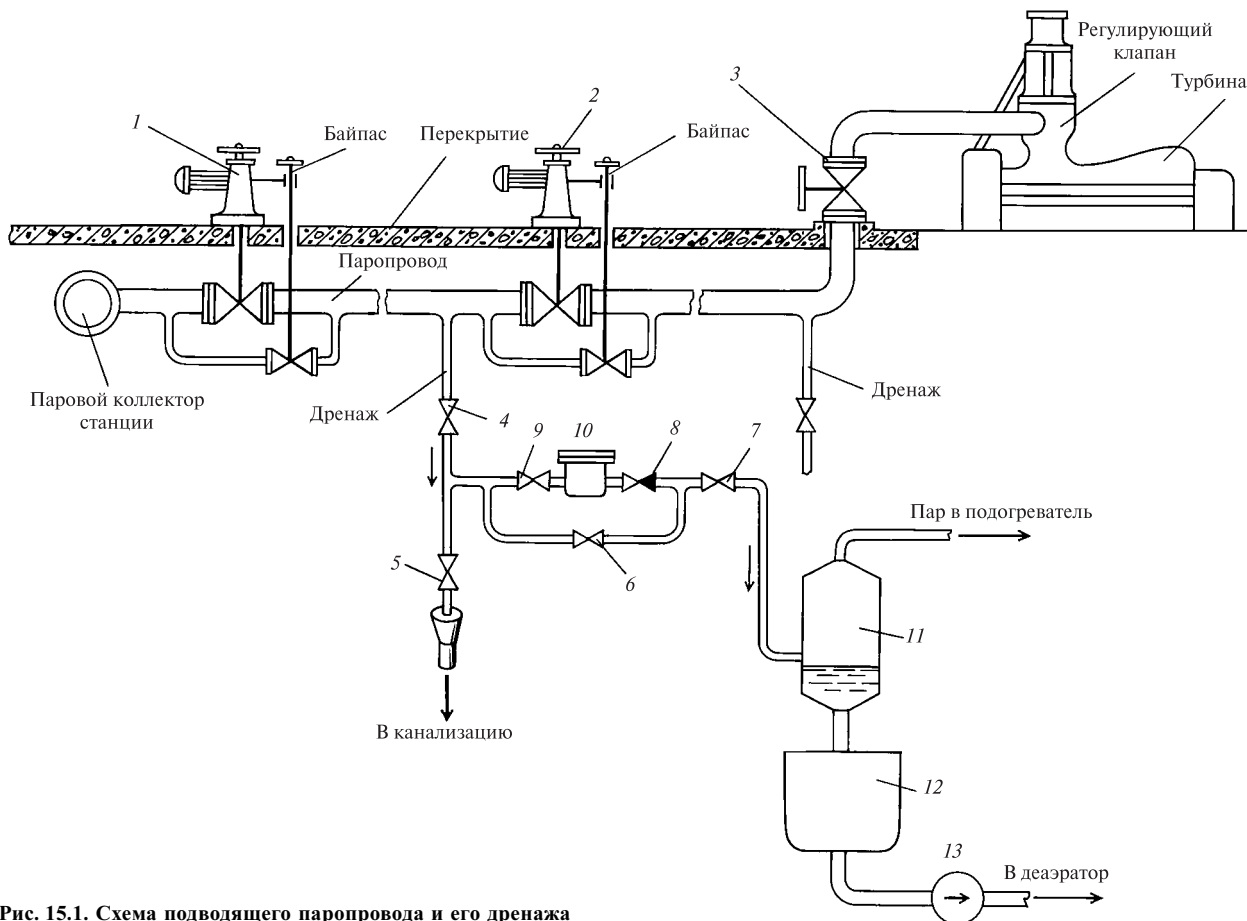 Регулирующий
клапан
Турбина
3
2
1
Байпас
Перекрытие
Байпас
Паропровод
Паровой коллектор
станции
Дренаж
4
Дренаж
9
10
8
7
5
6
Пар в подогреватель
11
В канализацию
12
13
В деаэратор
Рис. 15.1. Схема подводящего паропровода и его дренажа